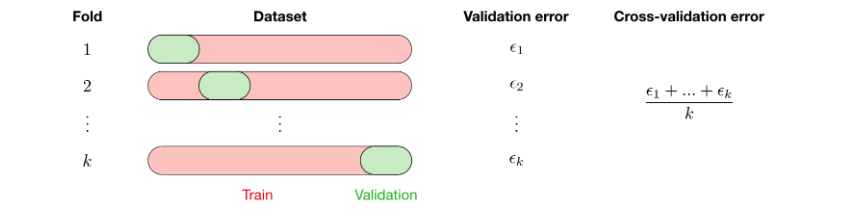 Fold Dataset Validation error Cross-validation error
1 ϵ₁
2 ϵ₂
⋮ ⋮ ⋮
k ϵₖ
ϵ₁ + ... + ϵₖ
k
Train Validation